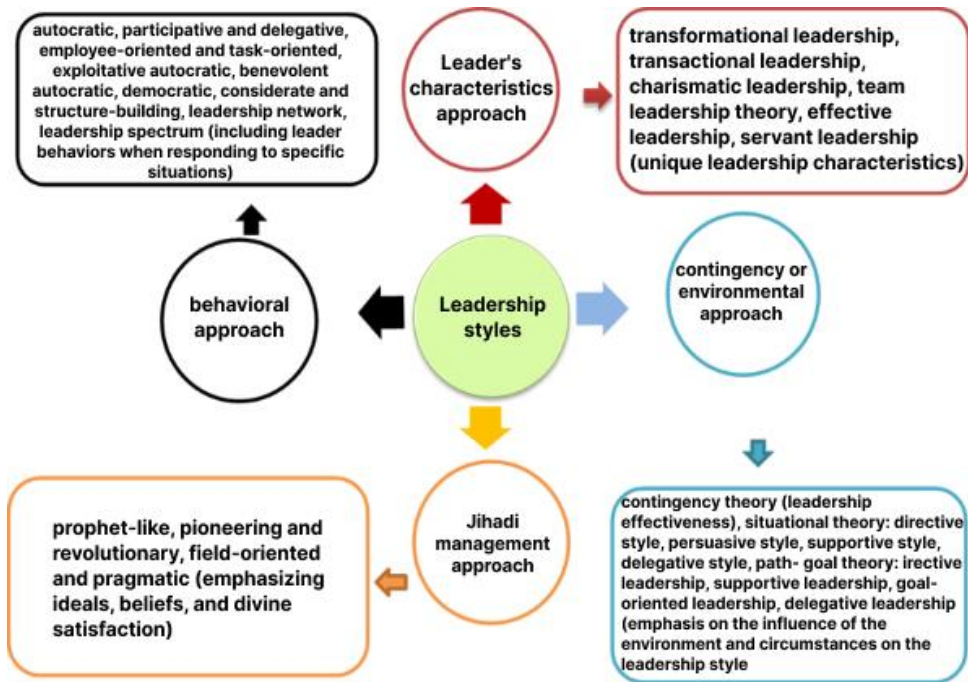 autocratic, participative and delegative,
employee-oriented and task-oriented,
exploitative autocratic, benevolent
autocratic, democratic, considerate and
structure-building, leadership network,
leadership spectrum (including leader
behaviors when responding to specific
situations)
Leader's
characteristics
approach
transformational leadership,
transactional leadership,
charismatic leadership, team
leadership theory, effective
leadership, servant leadership
(unique leadership characteristics)
behavioral
approach
Leadership
styles
contingency or
environmental
approach
prophet-like, pioneering and
revolutionary, field-oriented
and pragmatic (emphasizing
ideals, beliefs, and divine
satisfaction)
Jihadi
management
approach
contingency theory (leadership
effectiveness), situational theory: directive
style, persuasive style, supportive style,
delegative style, path- goal theory: irective
leadership, supportive leadership, goal-
oriented leadership, delegative leadership
(emphasis on the influence of the
environment and circumstances on the
leadership style